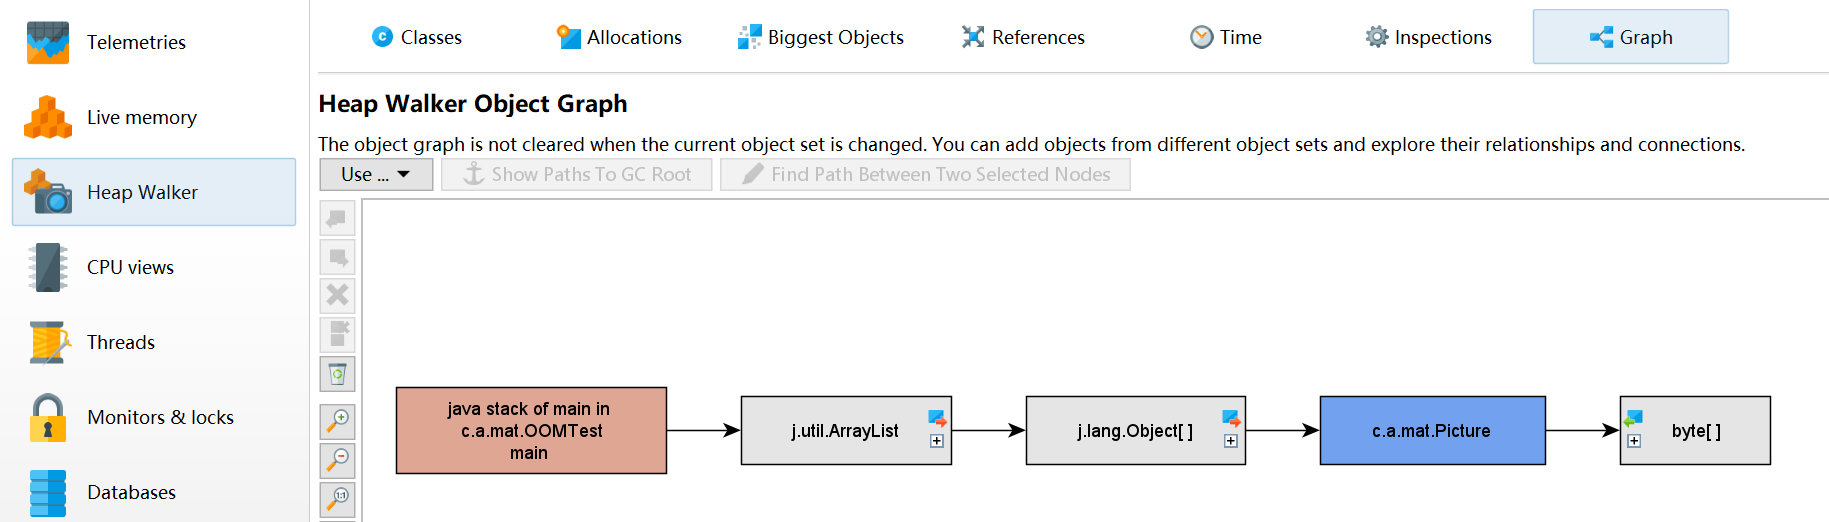 Telemetries
Live memory
Heap Walker
CPU views
Threads
Monitors & locks
Databases
Classes
Allocations
Biggest Objects
References
Time
Inspections
Graph
Heap Walker Object Graph
The object graph is not cleared when the current object set is changed. You can add objects from different object sets and explore their relationships and connections.
Use ...
Show Paths To GC Root
Find Path Between Two Selected Nodes
java stack of main in
c.a.mat.OOMTest
main
j.util.ArrayList
j.lang.Object[ ]
c.a.mat.Picture
byte[ ]